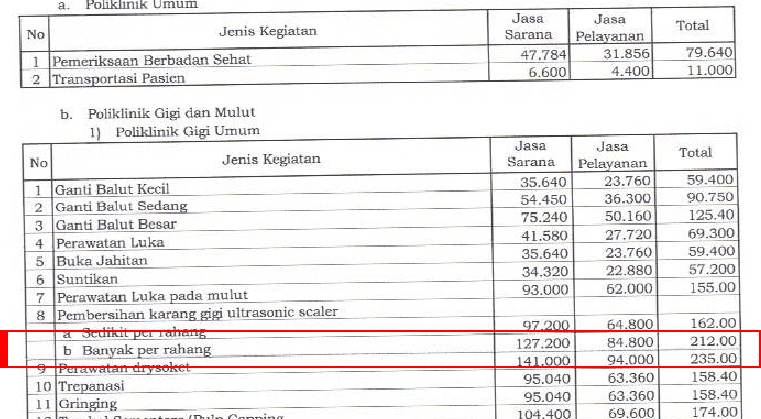 a. Poliklinik Umum
No Jenis Kegiatan Jasa Sarana Jasa Pelayanan Total
1 Pemeriksaan Berbadan Sehat 47.784 31.856 79.640
2 Transportasi Pasien 6.600 4.400 11.000
b. Poliklinik Gigi dan Mulut
1) Poliklinik Gigi Umum
No Jenis Kegiatan Jasa Sarana Jasa Pelayanan Total
1 Ganti Balut Kecil 35.640 23.760 59.400
2 Ganti Balut Sedang 54.450 36.300 90.750
3 Ganti Balut Besar 75.240 50.160 125.40
4 Perawatan Luka 41.580 27.720 69.300
5 Buka Jahitan 35.640 23.760 59.400
6 Suntikan 34.320 22.880 57.200
7 Perawatan Luka pada mulut 93.000 62.000 155.00
8 Pembersihan karang gigi ultrasonic scaler
a Sedikit per rahang 97.200 64.800 162.00
b Banyak per rahang 127.200 84.800 212.00
9 Perawatan drysoket 141.000 94.000 235.00
10 Trepanasi 95.040 63.360 158.40
11 Gringing 95.040 63.360 158.40
104.400 69.600 174.00